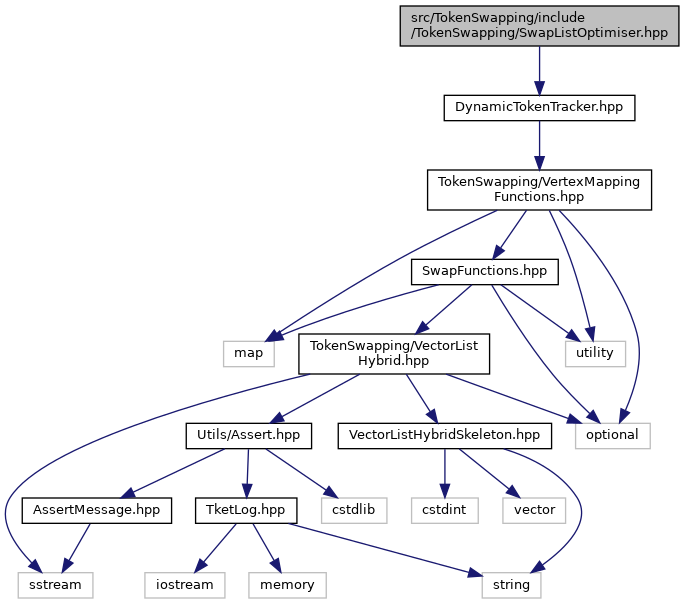 src/TokenSwapping/include
/TokenSwapping/SwapListOptimiser.hpp
DynamicTokenTracker.hpp
TokenSwapping/VertexMapping
Functions.hpp
SwapFunctions.hpp
map
TokenSwapping/VectorList
Hybrid.hpp
utility
Utils/Assert.hpp
VectorListHybridSkeleton.hpp
optional
AssertMessage.hpp
TketLog.hpp
cstdlib
cstdint
vector
sstream
iostream
memory
string